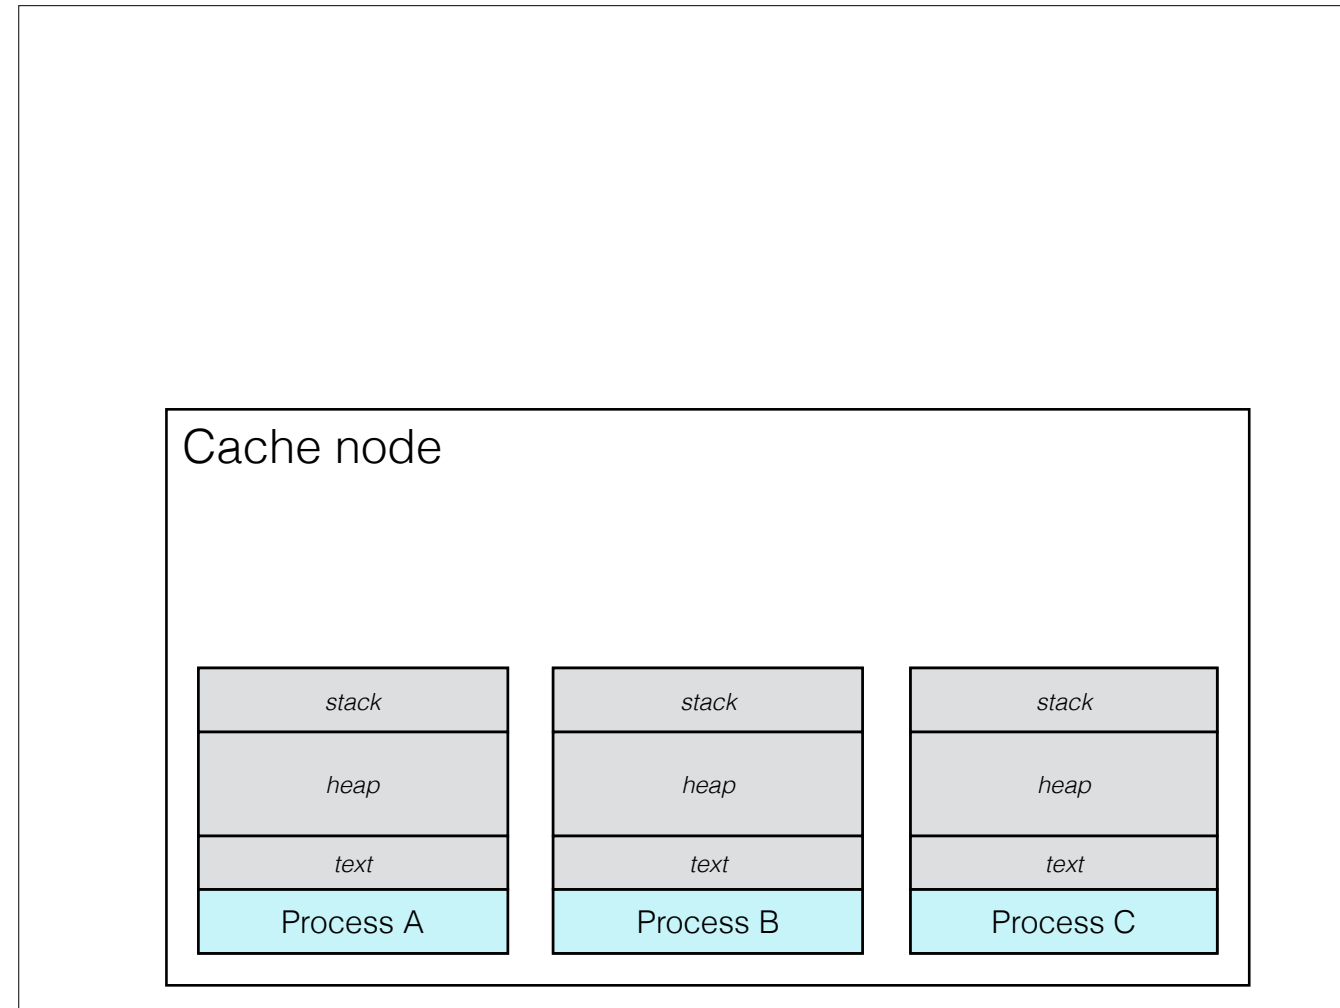 Cache node
stack
heap
text
Process A
stack
heap
text
Process B
stack
heap
text
Process C